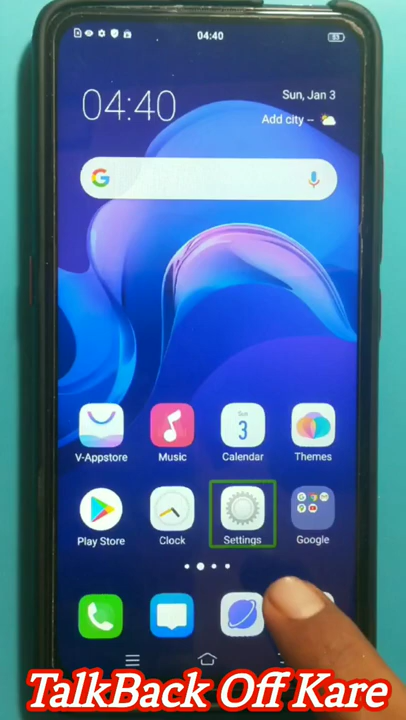 04:40
53
04:40
Sun, Jan 3
Add city --
V-Appstore
Music
Sun
3
Calendar
Themes
Play Store
Clock
Settings
Google
TalkBack Off Kare